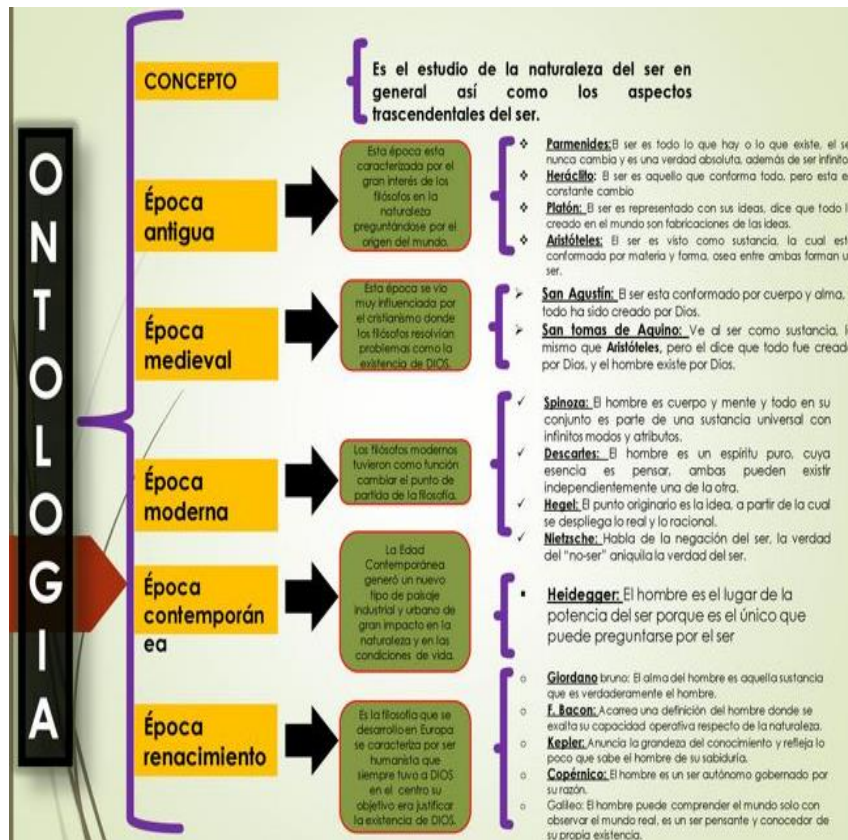 ONTOLOGIA
CONCEPTO
Es el estudio de la naturaleza del ser en
general así como los aspectos
trascendentales del ser.
Época
antigua
Esta época esta
caracterizada por el
gran interés de los
filósofos en la
naturaleza
preguntándose por el
origen del mundo.
❖ Parmenides: El ser es todo lo que hay o lo que existe, el se
nunca cambia y es una verdad absoluta, además de ser infinito
❖ Heráclito: El ser es aquello que conforma todo, pero esta e
constante cambio
❖ Platón: El ser es representado con sus ideas, dice que todo l
creado en el mundo son fabricaciones de las ideas.
❖ Aristóteles: El ser es visto como sustancia, la cual est
conformada por materia y forma, osea entre ambas forman u
ser.
Época
medieval
Esta época se vio
muy influenciada por
el cristianismo donde
los filósofos resolvían
problemas como la
existencia de DIOS.
➢ San Agustín: El ser esta conformado por cuerpo y alma,
todo ha sido creado por Dios.
➢ San tomas de Aquino: Ve al ser como sustancia, l
mismo que Aristóteles, pero el dice que todo fue cread
por Dios, y el hombre existe por Dios.
Época
moderna
Los filósofos modernos
tuvieron como función
cambiar el punto de
partida de la filosofía.
✓ Spinoza: El hombre es cuerpo y mente y todo en su
conjunto es parte de una sustancia universal con
infinitos modos y atributos.
✓ Descartes: El hombre es un espíritu puro, cuya
esencia es pensar, ambas pueden existir
independientemente una de la otra.
✓ Hegel: El punto originario es la idea, a partir de la cual
se despliega lo real y lo racional.
✓ Nietzsche: Habla de la negación del ser, la verdad
del "no-ser" aniquila la verdad del ser.
Época
contemporán
ea
La Edad
Contemporánea
generó un nuevo
tipo de paisaje
industrial y urbano de
gran impacto en la
naturaleza y en las
condiciones de vida.
▪ Heidegger: El hombre es el lugar de la
potencia del ser porque es el único que
puede preguntarse por el ser
Época
renacimiento
Es la filosofía que se
desarrollo en Europa
se caracteriza por ser
humanista que
siempre tuvo a DIOS
en el centro su
objetivo era justificar
la existencia de DIOS.
o Giordano bruno: El alma del hombre es aquella sustancia
que es verdaderamente el hombre.
o F. Bacon: Acarrea una definición del hombre donde se
exalta su capacidad operativa respecto de la naturaleza.
o Kepler: Anuncia la grandeza del conocimiento y refleja lo
poco que sabe el hombre de su sabiduría.
o Copérnico: El hombre es un ser autónomo gobernado por
su razón.
o Galileo: El hombre puede comprender el mundo solo con
observar el mundo real, es un ser pensante y conocedor de
su propia existencia.